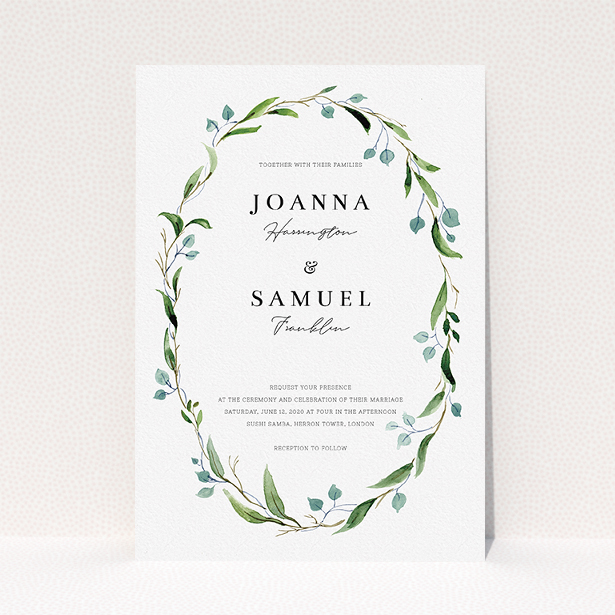 TOGETHER WITH THEIR FAMILIES
JOANNA
Harrington
&
SAMUEL
Franklin
REQUEST YOUR PRESENCE
AT THE CEREMONY AND CELEBRATION OF THEIR MARRIAGE
SATURDAY, JUNE 12, 2020 AT FOUR IN THE AFTERNOON
SUSHI SAMBA, HERRON TOWER, LONDON
RECEPTION TO FOLLOW